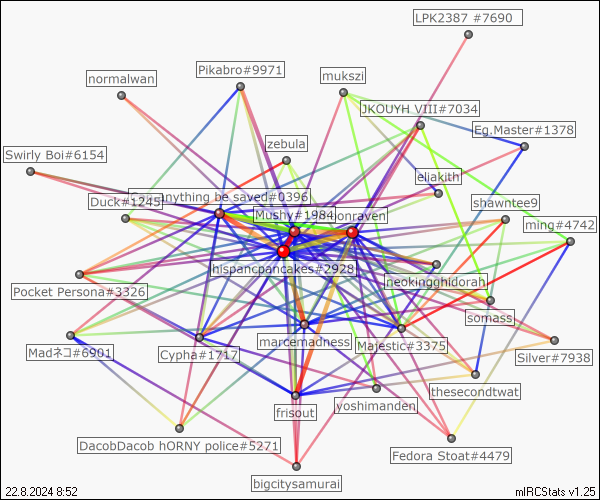 LPK2387 #7690
Pikabro#9971
normalwan
mukszi
JKOUYH VIII#7034
Eg.Master#1378
zebula
Swirly Boi#6154
eliakith
anything be saved#0396
Duck#1245
shawntee9
Mushy#1984
ming#4742
hispancpancakes#2928
neokingghidorah
Pocket Persona#3326
somass
marcemadness
Majestic#3375
Madネコ#6901
Cypha#1717
Silver#7938
thesecondtwat
yoshimanden
frisout
DacobDacob hORNY police#5271
Fedora Stoat#4479
bigcitysamurai
22.8.2024 8:52
mIRCStats v1.25